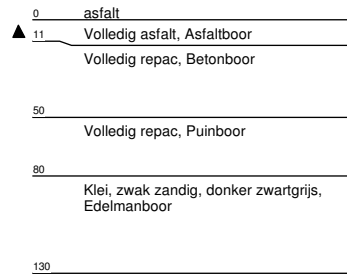 0 asfalt
11 Volledig asfalt, Asfaltboor
Volledig repac, Betonboor
50
Volledig repac, Puinboor
80
Klei, zwak zandig, donker zwartgrijs,
Edelmanboor
130